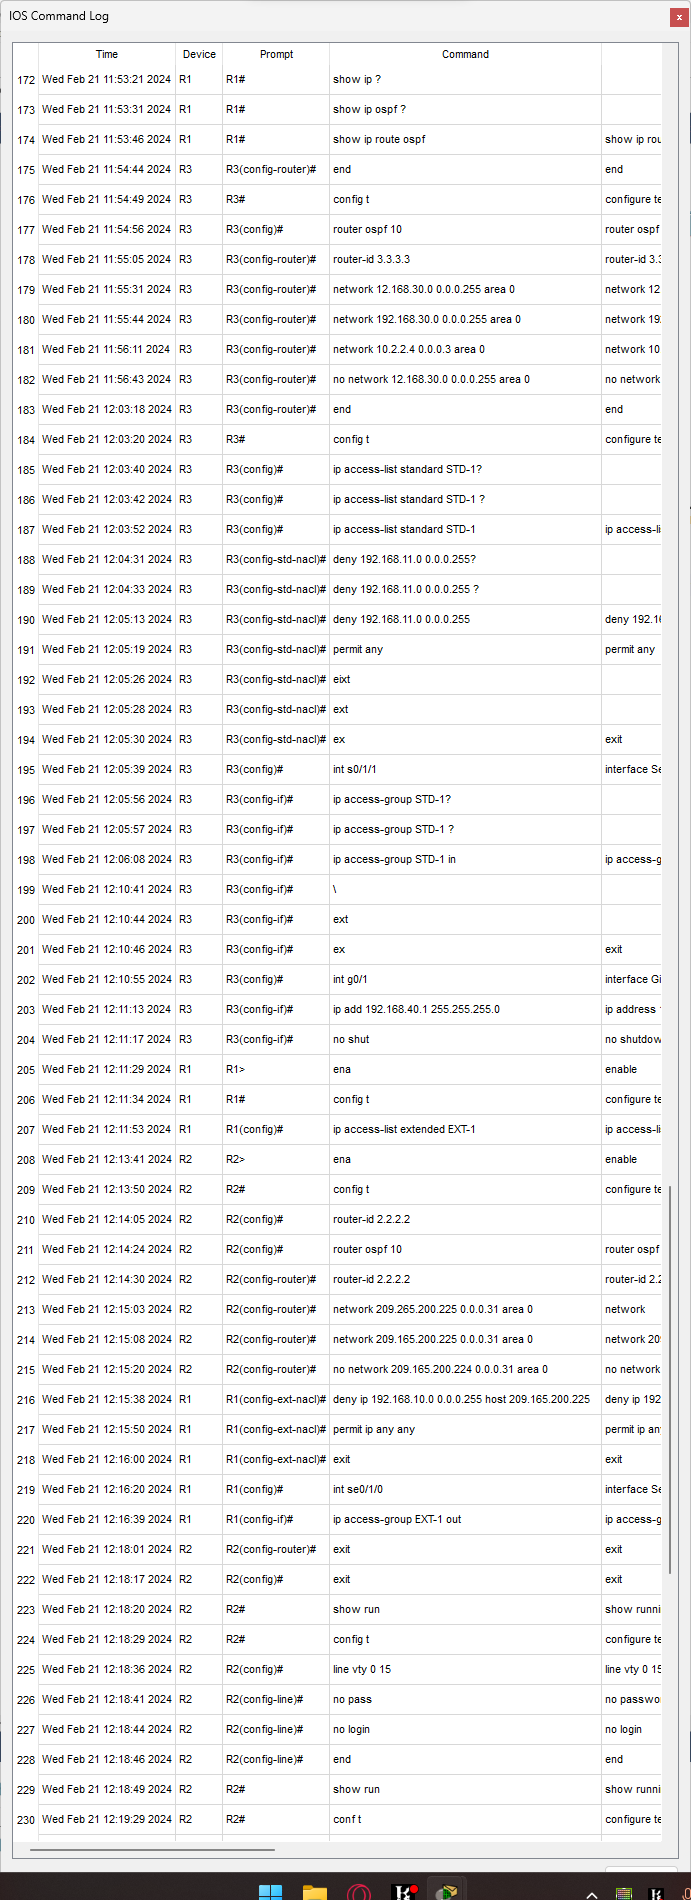 IOS Command Log
x
Time Device Prompt Command
172 Wed Feb 21 11:53:21 2024 R1 R1# show ip ?
173 Wed Feb 21 11:53:31 2024 R1 R1# show ip ospf ?
174 Wed Feb 21 11:53:46 2024 R1 R1# show ip route ospf show ip rou
175 Wed Feb 21 11:54:44 2024 R3 R3(config-router)# end end
176 Wed Feb 21 11:54:49 2024 R3 R3# config t configure te
177 Wed Feb 21 11:54:56 2024 R3 R3(config)# router ospf 10 router ospf
178 Wed Feb 21 11:55:05 2024 R3 R3(config-router)# router-id 3.3.3.3 router-id 3.3
179 Wed Feb 21 11:55:31 2024 R3 R3(config-router)# network 12.168.30.0 0.0.0.255 area 0 network 12
180 Wed Feb 21 11:55:44 2024 R3 R3(config-router)# network 192.168.30.0 0.0.0.255 area 0 network 19
181 Wed Feb 21 11:56:11 2024 R3 R3(config-router)# network 10.2.2.4 0.0.0.3 area 0 network 10
182 Wed Feb 21 11:56:43 2024 R3 R3(config-router)# no network 12.168.30.0 0.0.0.255 area 0 no network
183 Wed Feb 21 12:03:18 2024 R3 R3(config-router)# end end
184 Wed Feb 21 12:03:20 2024 R3 R3# config t configure te
185 Wed Feb 21 12:03:40 2024 R3 R3(config)# ip access-list standard STD-1?
186 Wed Feb 21 12:03:42 2024 R3 R3(config)# ip access-list standard STD-1 ?
187 Wed Feb 21 12:03:52 2024 R3 R3(config)# ip access-list standard STD-1 ip access-li
188 Wed Feb 21 12:04:31 2024 R3 R3(config-std-nacl)# deny 192.168.11.0 0.0.0.255?
189 Wed Feb 21 12:04:33 2024 R3 R3(config-std-nacl)# deny 192.168.11.0 0.0.0.255 ?
190 Wed Feb 21 12:05:13 2024 R3 R3(config-std-nacl)# deny 192.168.11.0 0.0.0.255 deny 192.16
191 Wed Feb 21 12:05:19 2024 R3 R3(config-std-nacl)# permit any permit any
192 Wed Feb 21 12:05:26 2024 R3 R3(config-std-nacl)# eixt
193 Wed Feb 21 12:05:28 2024 R3 R3(config-std-nacl)# ext
194 Wed Feb 21 12:05:30 2024 R3 R3(config-std-nacl)# ex exit
195 Wed Feb 21 12:05:39 2024 R3 R3(config)# int s0/1/1 interface Se
196 Wed Feb 21 12:05:56 2024 R3 R3(config-if)# ip access-group STD-1?
197 Wed Feb 21 12:05:57 2024 R3 R3(config-if)# ip access-group STD-1 ?
198 Wed Feb 21 12:06:08 2024 R3 R3(config-if)# ip access-group STD-1 in ip access-g
199 Wed Feb 21 12:10:41 2024 R3 R3(config-if)# \
200 Wed Feb 21 12:10:44 2024 R3 R3(config-if)# ext
201 Wed Feb 21 12:10:46 2024 R3 R3(config-if)# ex exit
202 Wed Feb 21 12:10:55 2024 R3 R3(config)# int g0/1 interface Gi
203 Wed Feb 21 12:11:13 2024 R3 R3(config-if)# ip add 192.168.40.1 255.255.255.0 ip address
204 Wed Feb 21 12:11:17 2024 R3 R3(config-if)# no shut no shutdow
205 Wed Feb 21 12:11:29 2024 R1 R1> ena enable
206 Wed Feb 21 12:11:34 2024 R1 R1# config t configure te
207 Wed Feb 21 12:11:53 2024 R1 R1(config)# ip access-list extended EXT-1 ip access-li
208 Wed Feb 21 12:13:41 2024 R2 R2> ena enable
209 Wed Feb 21 12:13:50 2024 R2 R2# config t configure te
210 Wed Feb 21 12:14:05 2024 R2 R2(config)# router-id 2.2.2.2
211 Wed Feb 21 12:14:24 2024 R2 R2(config)# router ospf 10 router ospf
212 Wed Feb 21 12:14:30 2024 R2 R2(config-router)# router-id 2.2.2.2 router-id 2.2
213 Wed Feb 21 12:15:03 2024 R2 R2(config-router)# network 209.265.200.225 0.0.0.31 area 0 network
214 Wed Feb 21 12:15:08 2024 R2 R2(config-router)# network 209.165.200.225 0.0.0.31 area 0 network 20
215 Wed Feb 21 12:15:20 2024 R2 R2(config-router)# no network 209.165.200.224 0.0.0.31 area 0 no network
216 Wed Feb 21 12:15:38 2024 R1 R1(config-ext-nacl)# deny ip 192.168.10.0 0.0.0.255 host 209.165.200.225 deny ip 192
217 Wed Feb 21 12:15:50 2024 R1 R1(config-ext-nacl)# permit ip any any permit ip an
218 Wed Feb 21 12:16:00 2024 R1 R1(config-ext-nacl)# exit exit
219 Wed Feb 21 12:16:20 2024 R1 R1(config)# int se0/1/0 interface Se
220 Wed Feb 21 12:16:39 2024 R1 R1(config-if)# ip access-group EXT-1 out ip access-g
221 Wed Feb 21 12:18:01 2024 R2 R2(config-router)# exit exit
222 Wed Feb 21 12:18:17 2024 R2 R2(config)# exit exit
223 Wed Feb 21 12:18:20 2024 R2 R2# show run show runni
224 Wed Feb 21 12:18:29 2024 R2 R2# config t configure te
225 Wed Feb 21 12:18:36 2024 R2 R2(config)# line vty 0 15 line vty 0 15
226 Wed Feb 21 12:18:41 2024 R2 R2(config-line)# no pass no passwo
227 Wed Feb 21 12:18:44 2024 R2 R2(config-line)# no login no login
228 Wed Feb 21 12:18:46 2024 R2 R2(config-line)# end end
229 Wed Feb 21 12:18:49 2024 R2 R2# show run show runni
230 Wed Feb 21 12:19:29 2024 R2 R2# conf t configure te